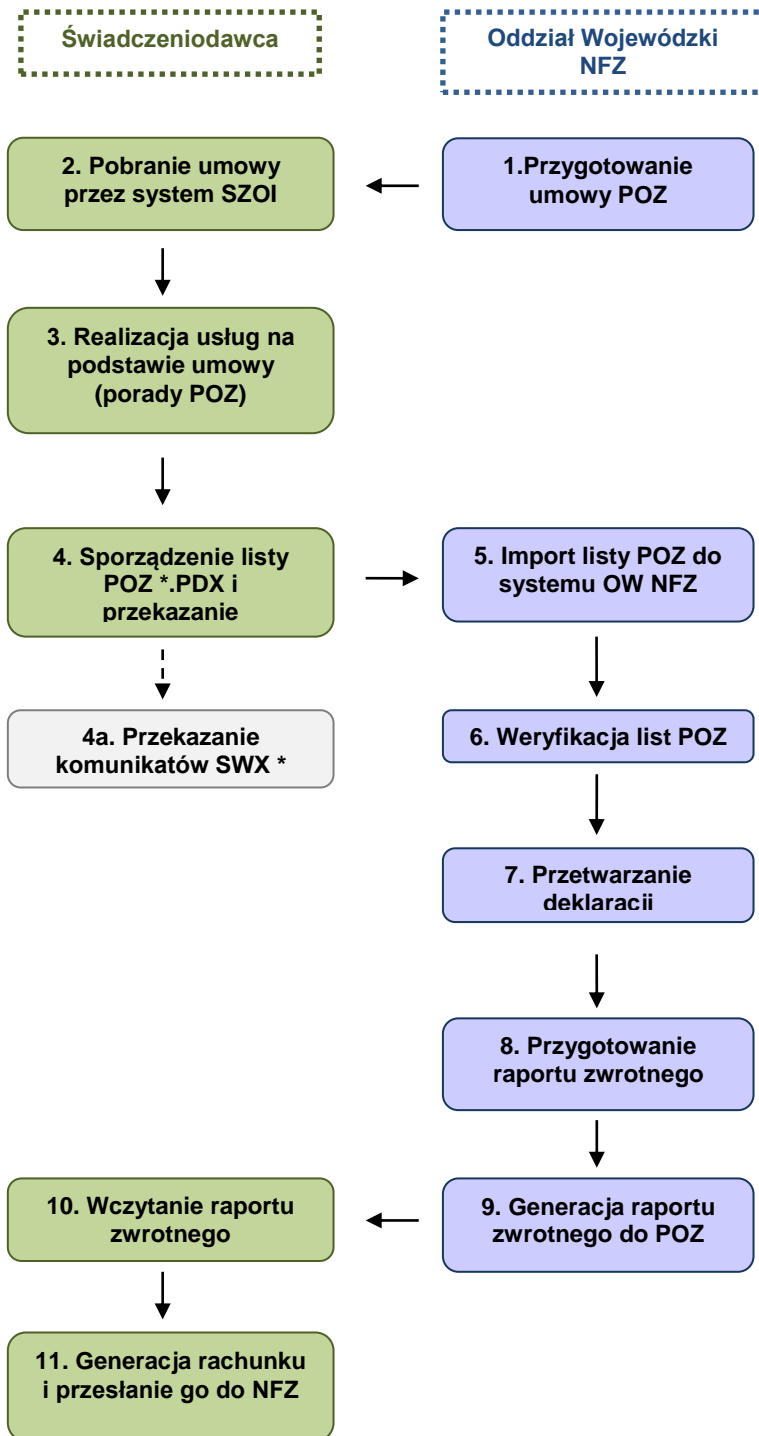 Świadczeniodawca
Oddział Wojewódzki
NFZ
2. Pobranie umowy
przez system SZOI
1.Przygotowanie
umowy POZ
3. Realizacja usług na
podstawie umowy
(porady POZ)
4. Sporządzenie listy
POZ *.PDX i
przekazanie
5. Import listy POZ do
systemu OW NFZ
4a. Przekazanie
komunikatów SWX *
6. Weryfikacja list POZ
7. Przetwarzanie
deklaracji
8. Przygotowanie
raportu zwrotnego
10. Wczytanie raportu
zwrotnego
9. Generacja raportu
zwrotnego do POZ
11. Generacja rachunku
i przesłanie go do NFZ